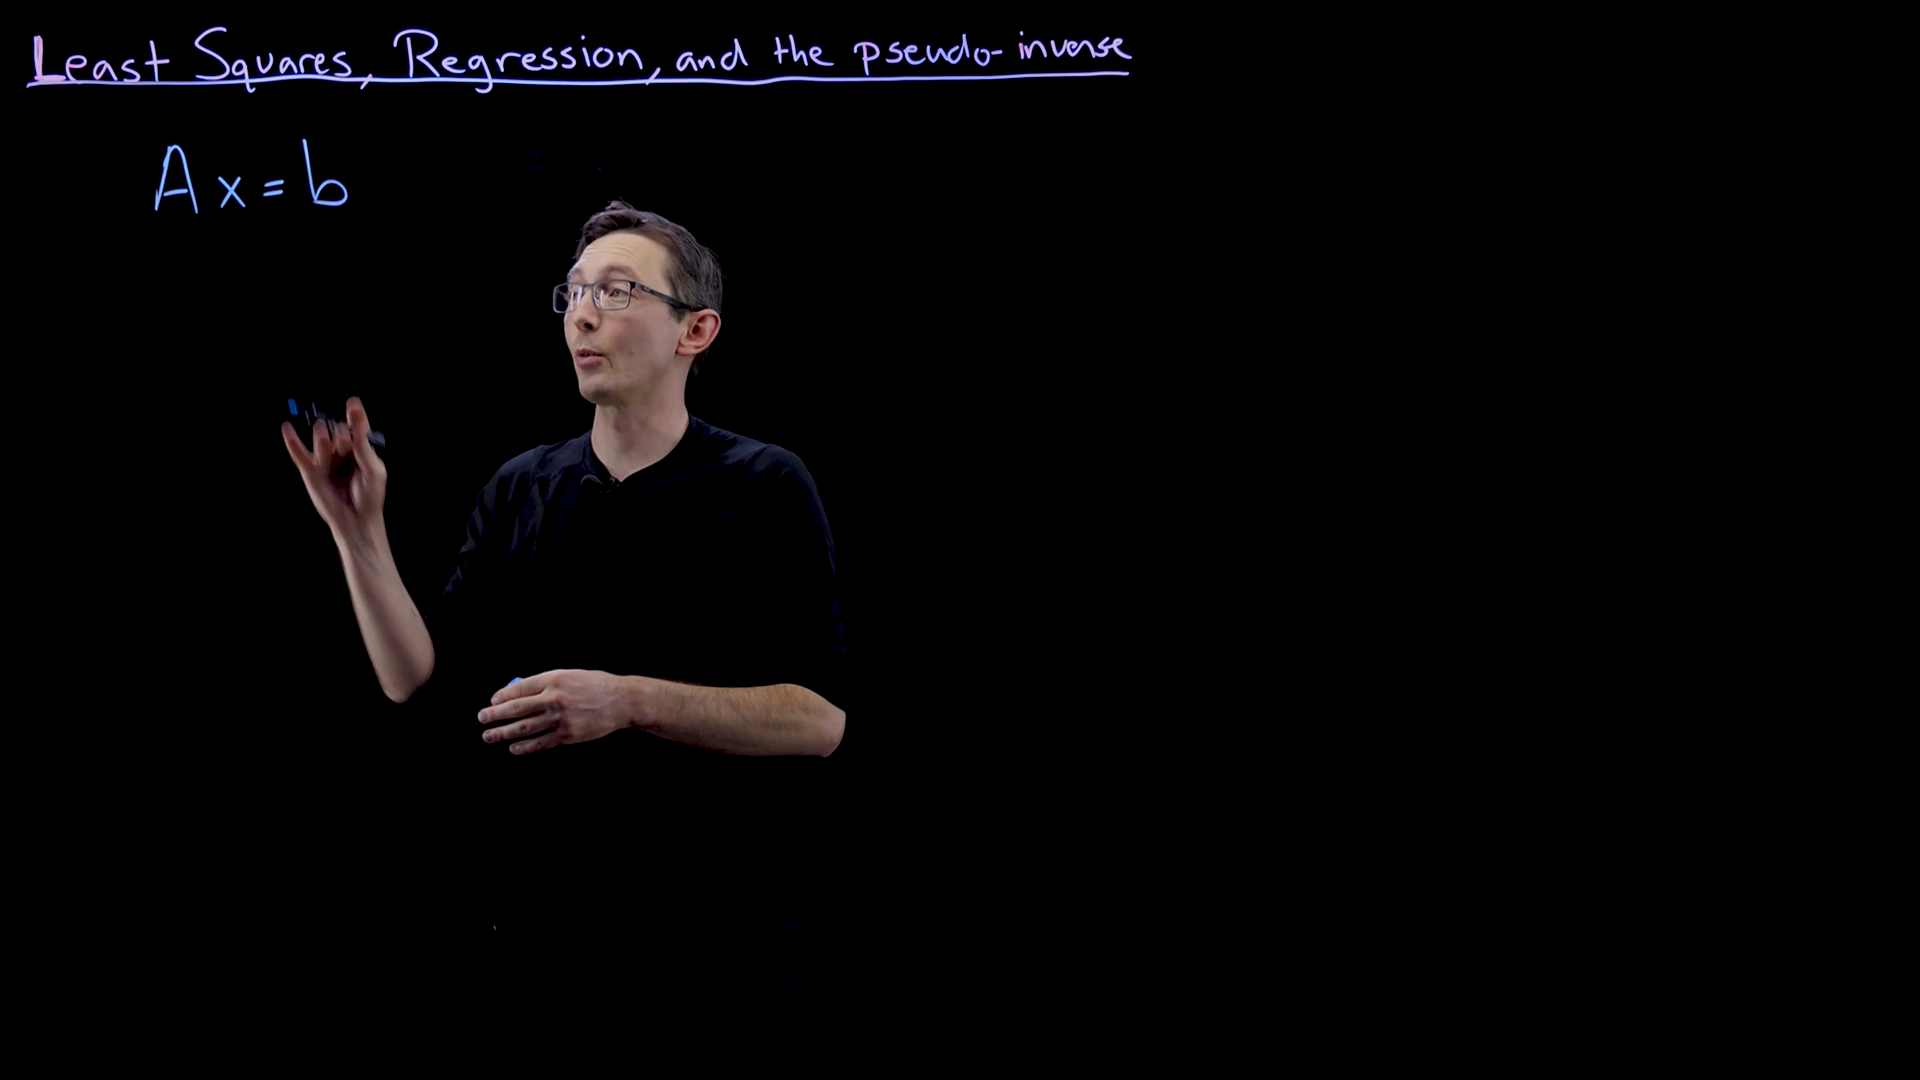 Least Squares, Regression, and the pseudo-inverse
Ax=b